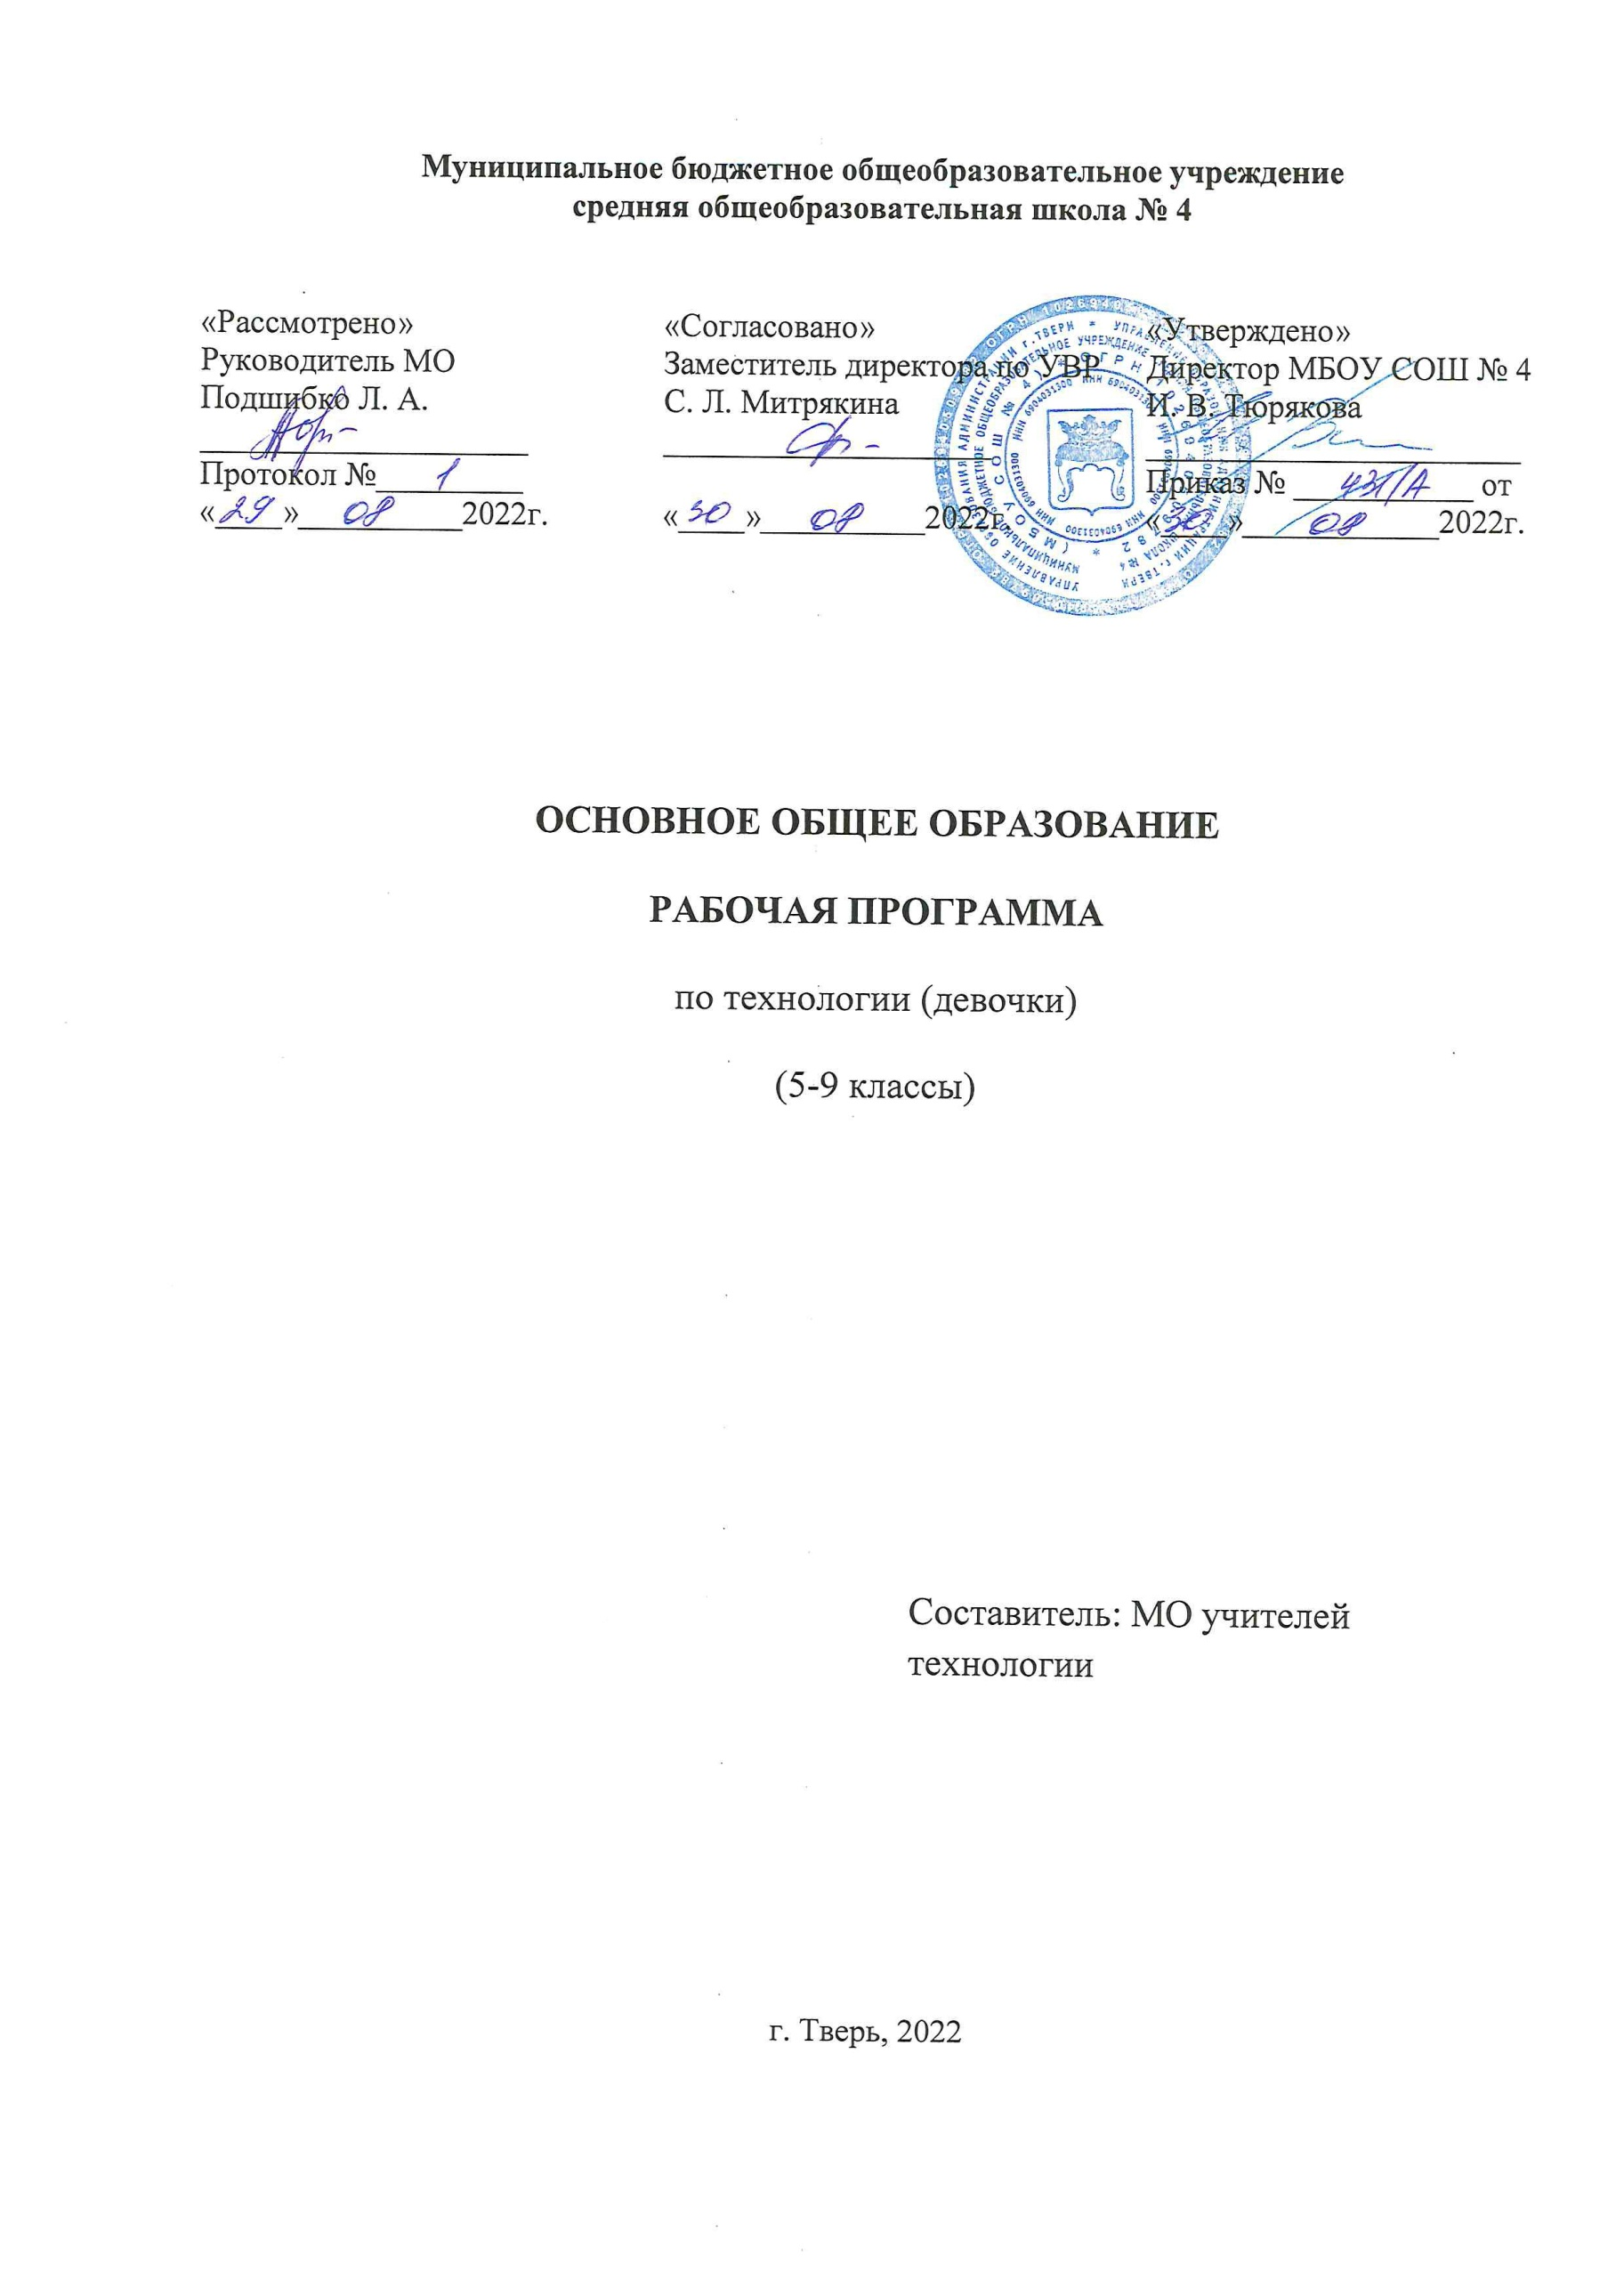 Муниципальное бюджетное общеобразовательное учреждение
средняя общеобразовательная школа № 4
«Рассмотрено»
Руководитель МО
Подшибко Л. А.
Протокол № 1
«29» 08 2022г.
«Согласовано»
Заместитель директора по УВР
С. Л. Митрякина
«30» 08 2022г.
«Утверждено»
Директор МБОУ СОШ № 4
И. В. Тюрякова
Приказ № 431/А от
«30» 08 2022г.
ОСНОВНОЕ ОБЩЕЕ ОБРАЗОВАНИЕ
РАБОЧАЯ ПРОГРАММА
по технологии (девочки)
(5-9 классы)
Составитель: МО учителей
технологии
г. Тверь, 2022